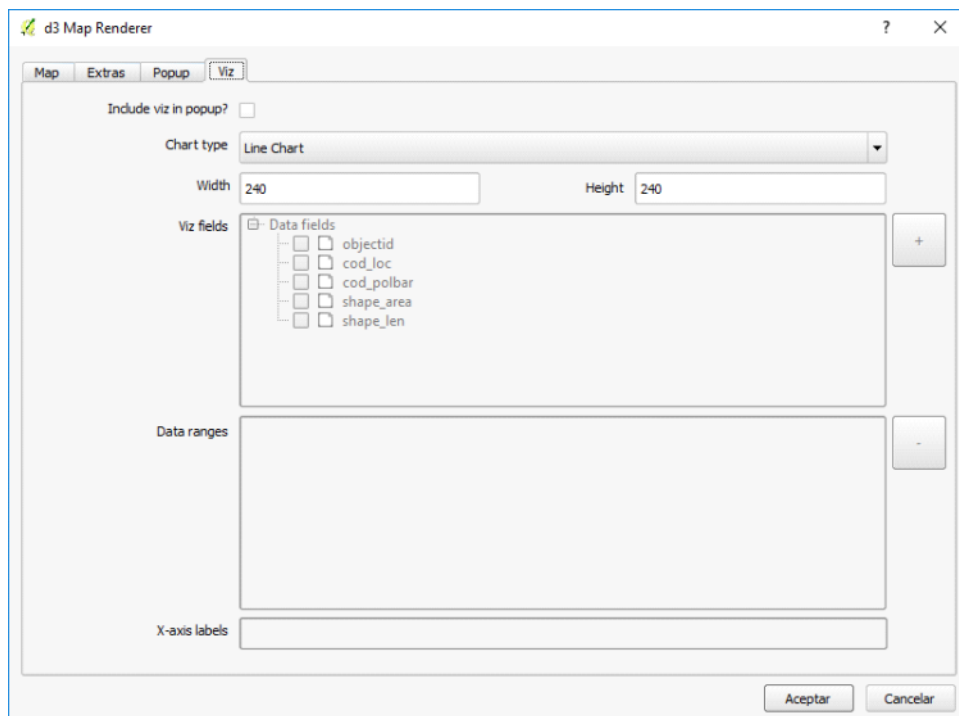 d3 Map Renderer ?
Map Extras Popup Viz
Include viz in popup?
Chart type Line Chart
Width 240 Height 240
Viz fields Data fields +
objectid
cod_loc
cod_polbar
shape_area
shape_len
Data ranges -
X-axis labels
Aceptar Cancelar